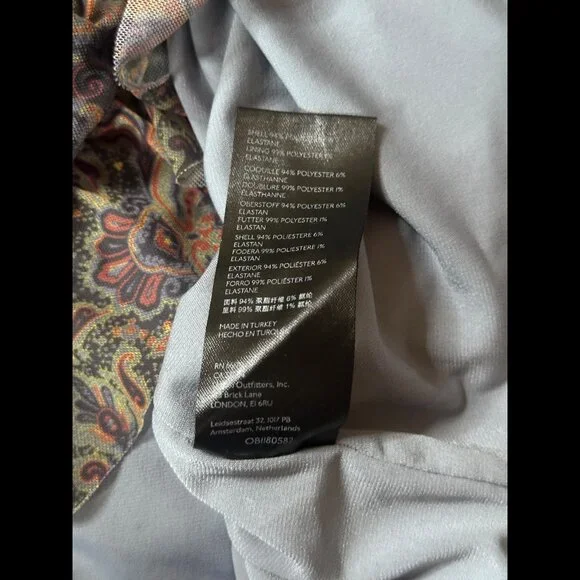 SHELL 94% POLYESTER 6%
ELASTANE
LINING 99% POLYESTER 1%
ELASTANE
COQUILLE 94% POLYESTER 6%
ELASTHANNE
DOUBLURE 99% POLYESTER 1%
ELASTHANNE
OBERSTOFF 94% POLYESTER 6%
ELASTAN
FUTTER 99% POLYESTER 1%
ELASTAN
SHELL 94% POLIESTERE 6%
ELASTAN
FODERA 99% POLIESTERE 1%
ELASTAN
EXTERIOR 94% POLIÉSTER 6%
ELASTANE
FORRO 99% POLIÉSTER 1%
ELASTANE
面料 94% 聚酯纤维 6% 氨纶
里料 99% 聚酯纤维 1% 氨纶
MADE IN TURKEY
HECHO EN TURQUÍA
RN
Outfitters, Inc.
Brick Lane
LONDON, E1 6RU
Leidsestraat 32, 1017 PB
Amsterdam, Netherlands
OB1180582